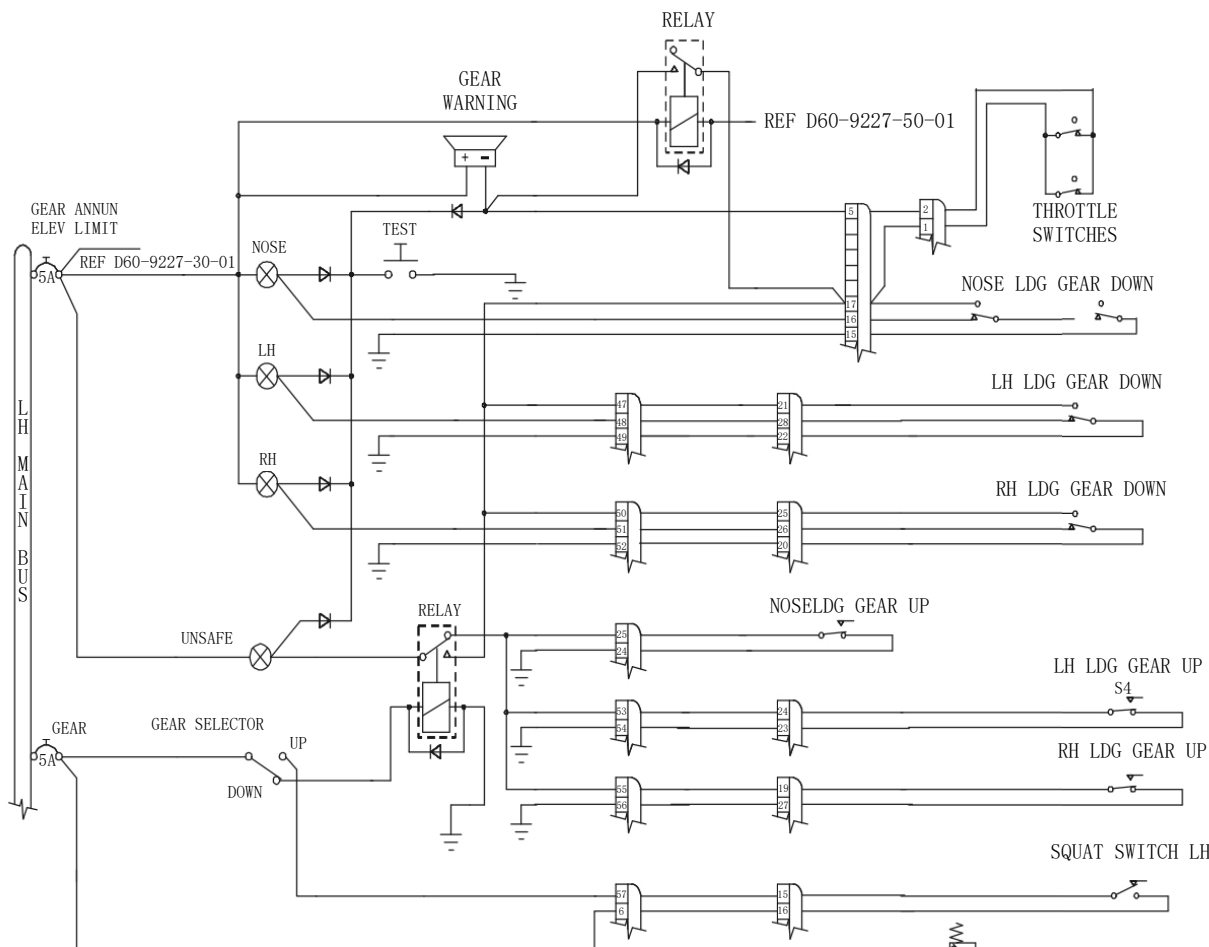 RELAY
GEAR
WARNING
+ -
REF D60-9227-50-01
GEAR ANNUN
ELEV LIMIT
5A
REF D60-9227-30-01
NOSE
TEST
5
2
1
THROTTLE
SWITCHES
17
16
15
NOSE LDG GEAR DOWN
LH
47
48
49
21
28
22
LH LDG GEAR DOWN
LH MAIN BUS
RH
50
51
52
25
26
20
RH LDG GEAR DOWN
UNSAFE
RELAY
25
24
NOSELDG GEAR UP
53
54
24
23
LH LDG GEAR UP
S4
GEAR
5A
GEAR SELECTOR
UP
DOWN
55
56
19
27
RH LDG GEAR UP
57
6
15
16
SQUAT SWITCH LH